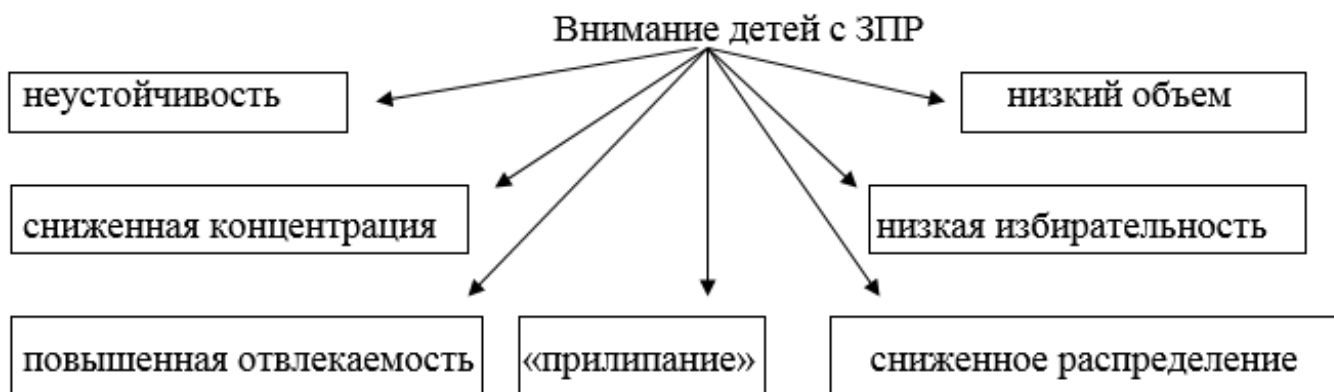 Внимание детей с ЗПР
неустойчивость
низкий объем
сниженная концентрация
низкая избирательность
повышенная отвлекаемость
«прилипание»
сниженное распределение